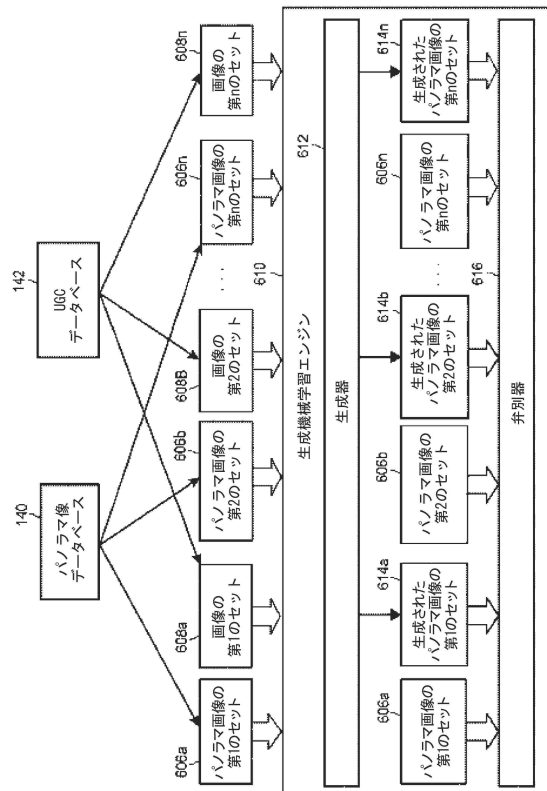 140
パノラマ像
データベース
142
UGC
データベース
606a
パノラマ画像の
第1のセット
608a
画像の
第1のセット
606b
パノラマ画像の
第2のセット
608B
画像の
第2のセット
. . .
606n
パノラマ画像の
第nのセット
608n
画像の
第nのセット
610
生成機械学習エンジン
612
生成器
606a
パノラマ画像の
第1のセット
614a
生成された
パノラマ画像の
第1のセット
606b
パノラマ画像の
第2のセット
614b
生成された
パノラマ画像の
第2のセット
. . .
606n
パノラマ画像の
第nのセット
614n
生成された
パノラマ画像の
第nのセット
616
弁別器